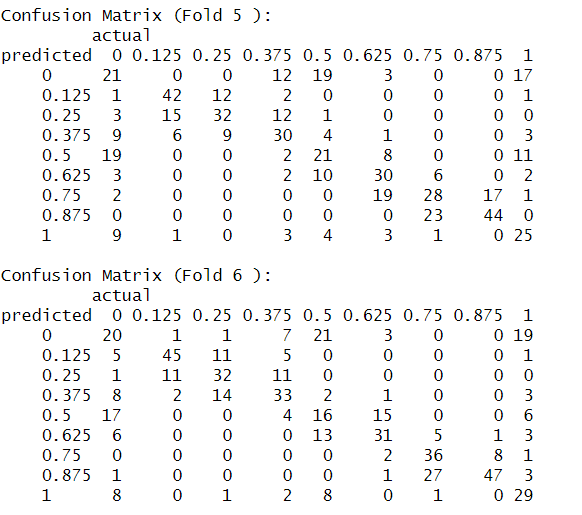 Confusion Matrix (Fold 5 ):
actual
predicted 0 0.125 0.25 0.375 0.5 0.625 0.75 0.875 1
0 21 0 0 12 19 3 0 0 17
0.125 1 42 12 2 0 0 0 0 1
0.25 3 15 32 12 1 0 0 0 0
0.375 9 6 9 30 4 1 0 0 3
0.5 19 0 0 2 21 8 0 0 11
0.625 3 0 0 2 10 30 6 0 2
0.75 2 0 0 0 0 19 28 17 1
0.875 0 0 0 0 0 0 23 44 0
1 9 1 0 3 4 3 1 0 25
Confusion Matrix (Fold 6 ):
actual
predicted 0 0.125 0.25 0.375 0.5 0.625 0.75 0.875 1
0 20 1 1 7 21 3 0 0 19
0.125 5 45 11 5 0 0 0 0 1
0.25 1 11 32 11 0 0 0 0 0
0.375 8 2 14 33 2 1 0 0 3
0.5 17 0 0 4 16 15 0 0 6
0.625 6 0 0 0 13 31 5 1 3
0.75 0 0 0 0 0 2 36 8 1
0.875 1 0 0 0 0 1 27 47 3
1 8 0 1 2 8 0 1 0 29